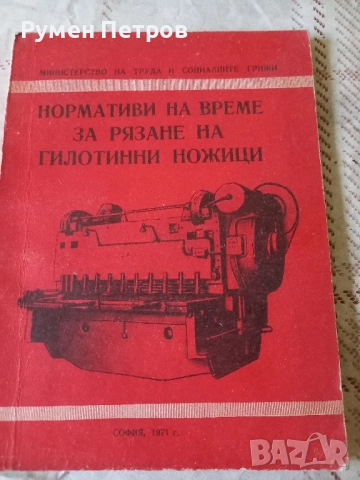 Румен Петров
МИНИСТЕРСТВО НА ТРУДА И СОЦИАЛНИТЕ ГРИЖИ
НОРМАТИВИ НА ВРЕМЕ
ЗА РЯЗАНЕ НА
ГИЛОТИННИ НОЖИЦИ
СОФИЯ, 1971 г.
BAZAR